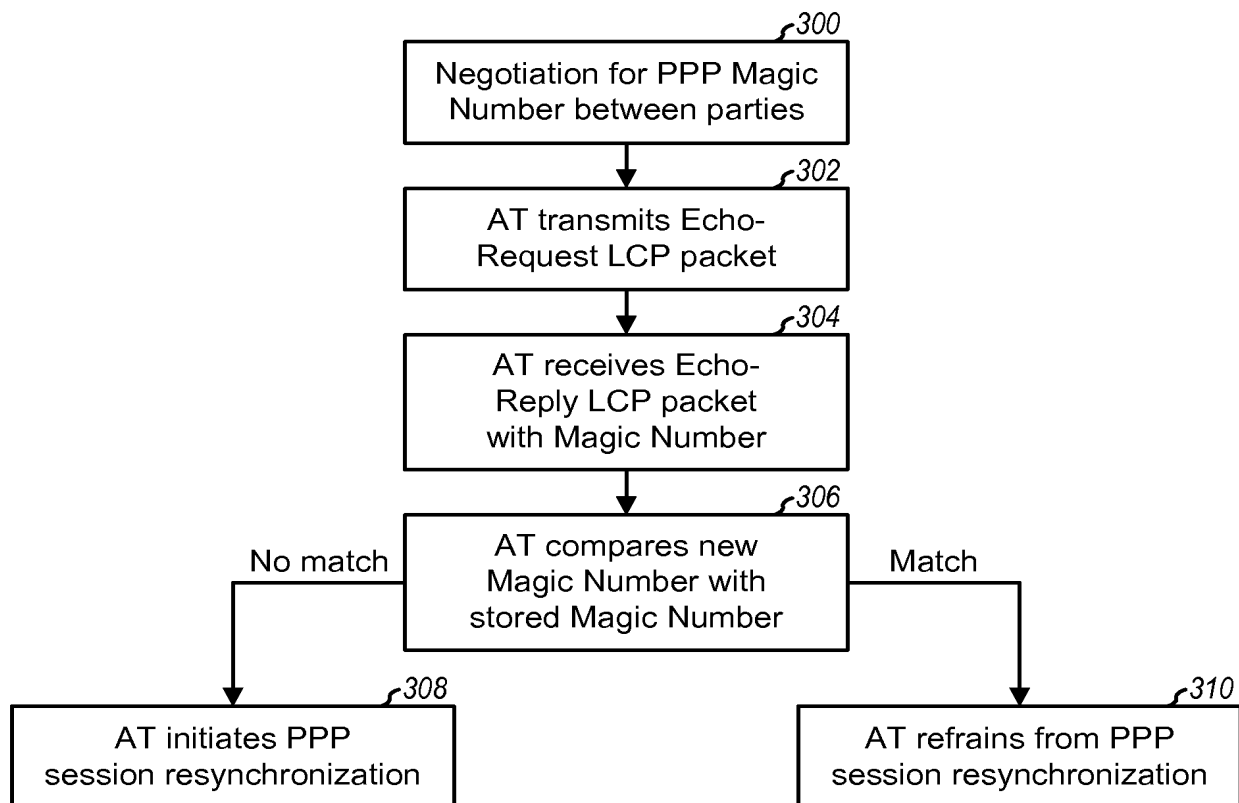 300
Negotiation for PPP Magic
Number between parties
302
AT transmits Echo-
Request LCP packet
304
AT receives Echo-
Reply LCP packet
with Magic Number
306
AT compares new
Magic Number with
stored Magic Number
No match
Match
308
AT initiates PPP
session resynchronization
310
AT refrains from PPP
session resynchronization